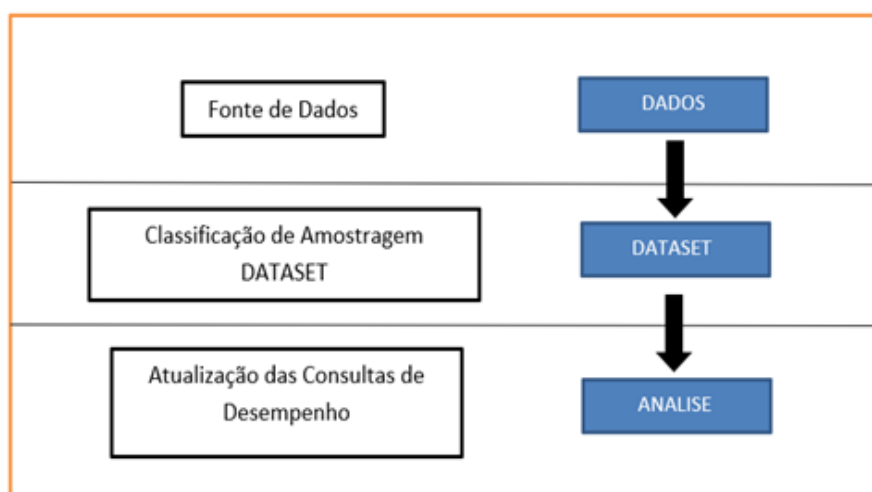 Fonte de Dados
DADOS
Classificação de Amostragem
DATASET
DATASET
Atualização das Consultas de
Desempenho
ANALISE